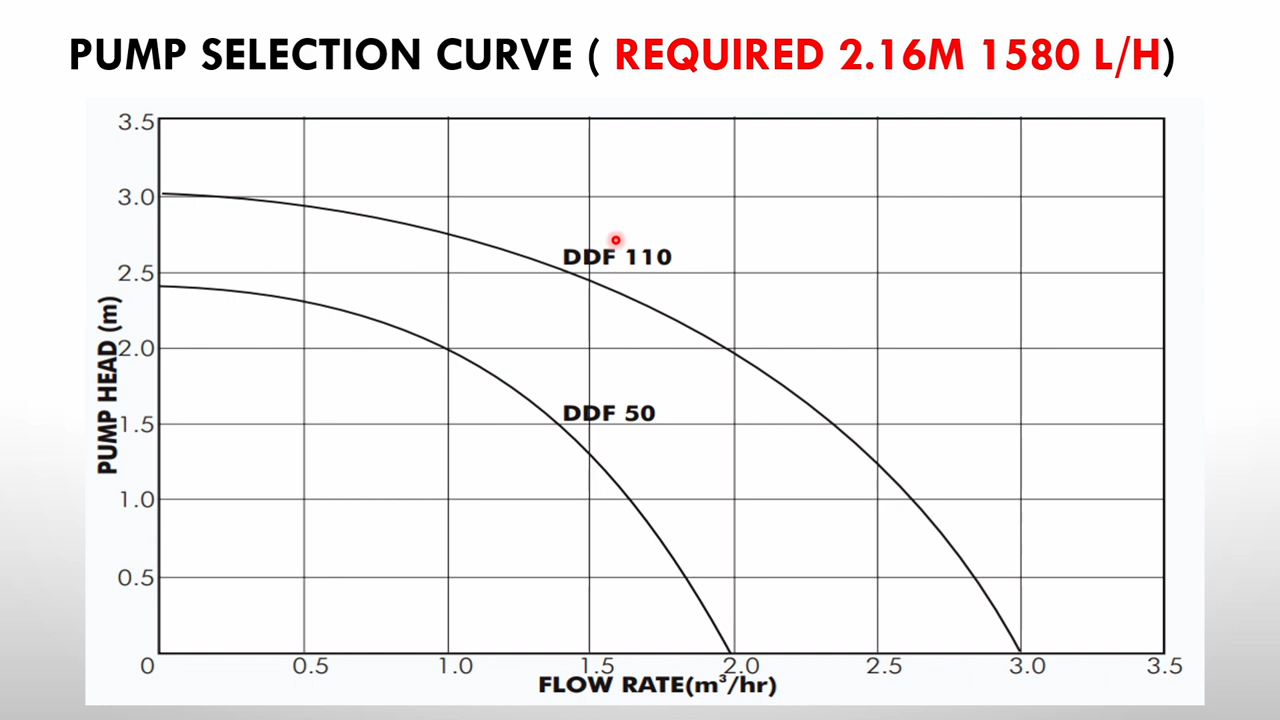 PUMP SELECTION CURVE ( REQUIRED 2.16M 1580 L/H)
3.5
3.0
DDF 110
2.5
PUMP HEAD (m)
2.0
DDF 50
1.5
1.0
0.5
0 0.5 1.0 1.5 2.0 2.5 3.0 3.5
FLOW RATE(m³/hr)